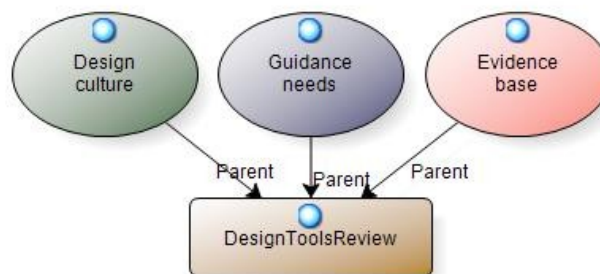 Design
culture
Guidance
needs
Evidence
base
Parent
Parent
Parent
DesignToolsReview